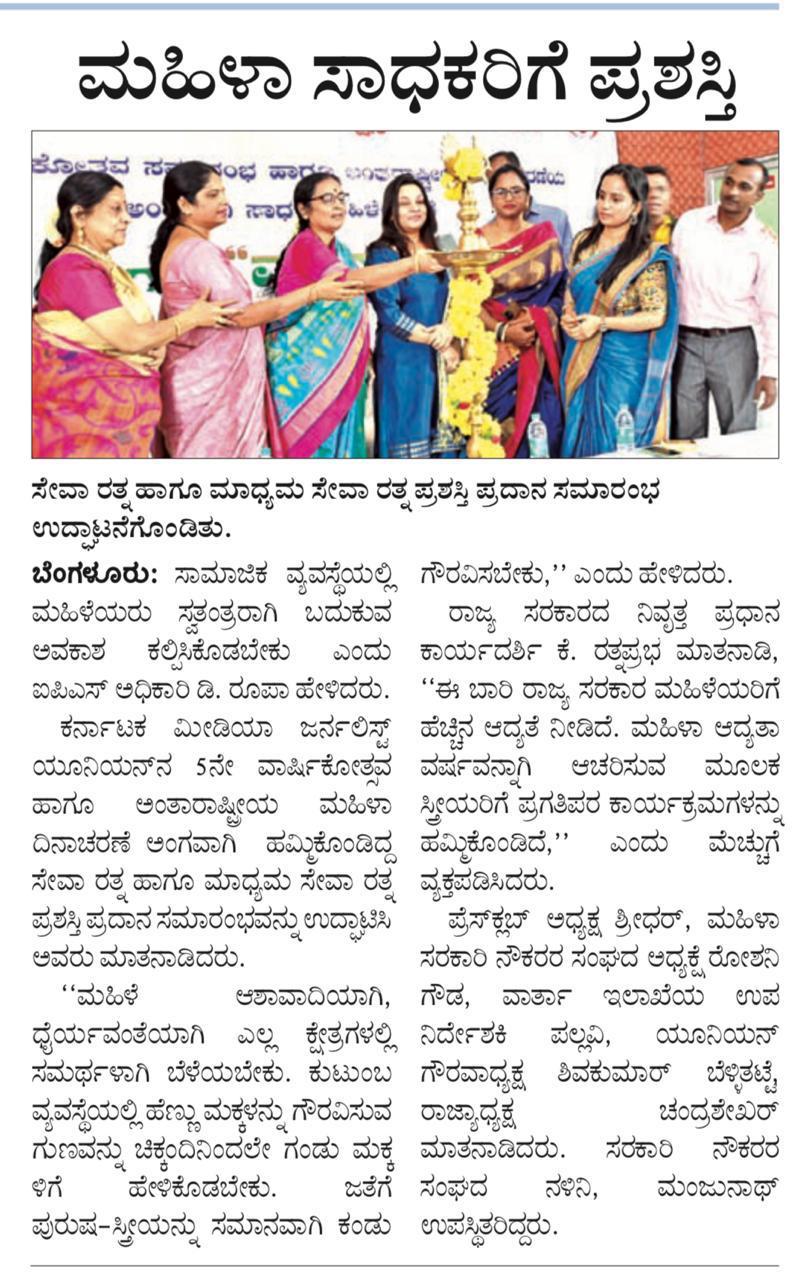 ಮಹಿಳಾ ಸಾಧಕರಿಗೆ ಪ್ರಶಸ್ತಿ
ಸೇವಾ ರತ್ನ ಹಾಗೂ ಮಾಧ್ಯಮ ಸೇವಾ ರತ್ನ ಪ್ರಶಸ್ತಿ ಪ್ರದಾನ ಸಮಾರಂಭ
ಉದ್ಘಾಟನೆಗೊಂಡಿತು.
ಬೆಂಗಳೂರು: ಸಾಮಾಜಿಕ ವ್ಯವಸ್ಥೆಯಲ್ಲಿ
ಮಹಿಳೆಯರು ಸ್ವತಂತ್ರರಾಗಿ ಬದುಕುವ
ಅವಕಾಶ ಕಲ್ಪಿಸಿಕೊಡಬೇಕು ಎಂದು
ಐಪಿಎಸ್ ಅಧಿಕಾರಿ ಡಿ. ರೂಪಾ ಹೇಳಿದರು.
ಕರ್ನಾಟಕ ಮೀಡಿಯಾ ಜರ್ನಲಿಸ್ಟ್
ಯೂನಿಯನ್‌ನ 5ನೇ ವಾರ್ಷಿಕೋತ್ಸವ
ಹಾಗೂ ಅಂತಾರಾಷ್ಟ್ರೀಯ ಮಹಿಳಾ
ದಿನಾಚರಣೆ ಅಂಗವಾಗಿ ಹಮ್ಮಿಕೊಂಡಿದ್ದ
ಸೇವಾ ರತ್ನ ಹಾಗೂ ಮಾಧ್ಯಮ ಸೇವಾ ರತ್ನ
ಪ್ರಶಸ್ತಿ ಪ್ರದಾನ ಸಮಾರಂಭವನ್ನು ಉದ್ಘಾಟಿಸಿ
ಅವರು ಮಾತನಾಡಿದರು.
‘‘ಮಹಿಳೆ ಆಶಾವಾದಿಯಾಗಿ,
ಧೈರ್ಯವಂತೆಯಾಗಿ ಎಲ್ಲ ಕ್ಷೇತ್ರಗಳಲ್ಲಿ
ಸಮರ್ಥಳಾಗಿ ಬೆಳೆಯಬೇಕು. ಕುಟುಂಬ
ವ್ಯವಸ್ಥೆಯಲ್ಲಿ ಹೆಣ್ಣು ಮಕ್ಕಳನ್ನು ಗೌರವಿಸುವ
ಗುಣವನ್ನು ಚಿಕ್ಕಂದಿನಿಂದಲೇ ಗಂಡು ಮಕ್ಕ
ಳಿಗೆ ಹೇಳಿಕೊಡಬೇಕು. ಜತೆಗೆ
ಪುರುಷ-ಸ್ತ್ರೀಯನ್ನು ಸಮಾನವಾಗಿ ಕಂಡು
ಗೌರವಿಸಬೇಕು,’’ ಎಂದು ಹೇಳಿದರು.
ರಾಜ್ಯ ಸರಕಾರದ ನಿವೃತ್ತ ಪ್ರಧಾನ
ಕಾರ್ಯದರ್ಶಿ ಕೆ. ರತ್ನಪ್ರಭ ಮಾತನಾಡಿ,
‘‘ಈ ಬಾರಿ ರಾಜ್ಯ ಸರಕಾರ ಮಹಿಳೆಯರಿಗೆ
ಹೆಚ್ಚಿನ ಆದ್ಯತೆ ನೀಡಿದೆ. ಮಹಿಳಾ ಆದ್ಯತಾ
ವರ್ಷವನ್ನಾಗಿ ಆಚರಿಸುವ ಮೂಲಕ
ಸ್ತ್ರೀಯರಿಗೆ ಪ್ರಗತಿಪರ ಕಾರ್ಯಕ್ರಮಗಳನ್ನು
ಹಮ್ಮಿಕೊಂಡಿದೆ,’’ ಎಂದು ಮೆಚ್ಚುಗೆ
ವ್ಯಕ್ತಪಡಿಸಿದರು.
ಪ್ರೆಸ್‌ಕ್ಲಬ್ ಅಧ್ಯಕ್ಷ ಶ್ರೀಧರ್, ಮಹಿಳಾ
ಸರಕಾರಿ ನೌಕರರ ಸಂಘದ ಅಧ್ಯಕ್ಷೆ ರೋಶನಿ
ಗೌಡ, ವಾರ್ತಾ ಇಲಾಖೆಯ ಉಪ
ನಿರ್ದೇಶಕಿ ಪಲ್ಲವಿ, ಯೂನಿಯನ್
ಗೌರವಾಧ್ಯಕ್ಷ ಶಿವಕುಮಾರ್ ಬೆಳ್ಳಿತಟ್ಟೆ,
ರಾಜ್ಯಾಧ್ಯಕ್ಷ ಚಂದ್ರಶೇಖರ್
ಮಾತನಾಡಿದರು. ಸರಕಾರಿ ನೌಕರರ
ಸಂಘದ ನಳಿನಿ, ಮಂಜುನಾಥ್
ಉಪಸ್ಥಿತರಿದ್ದರು.